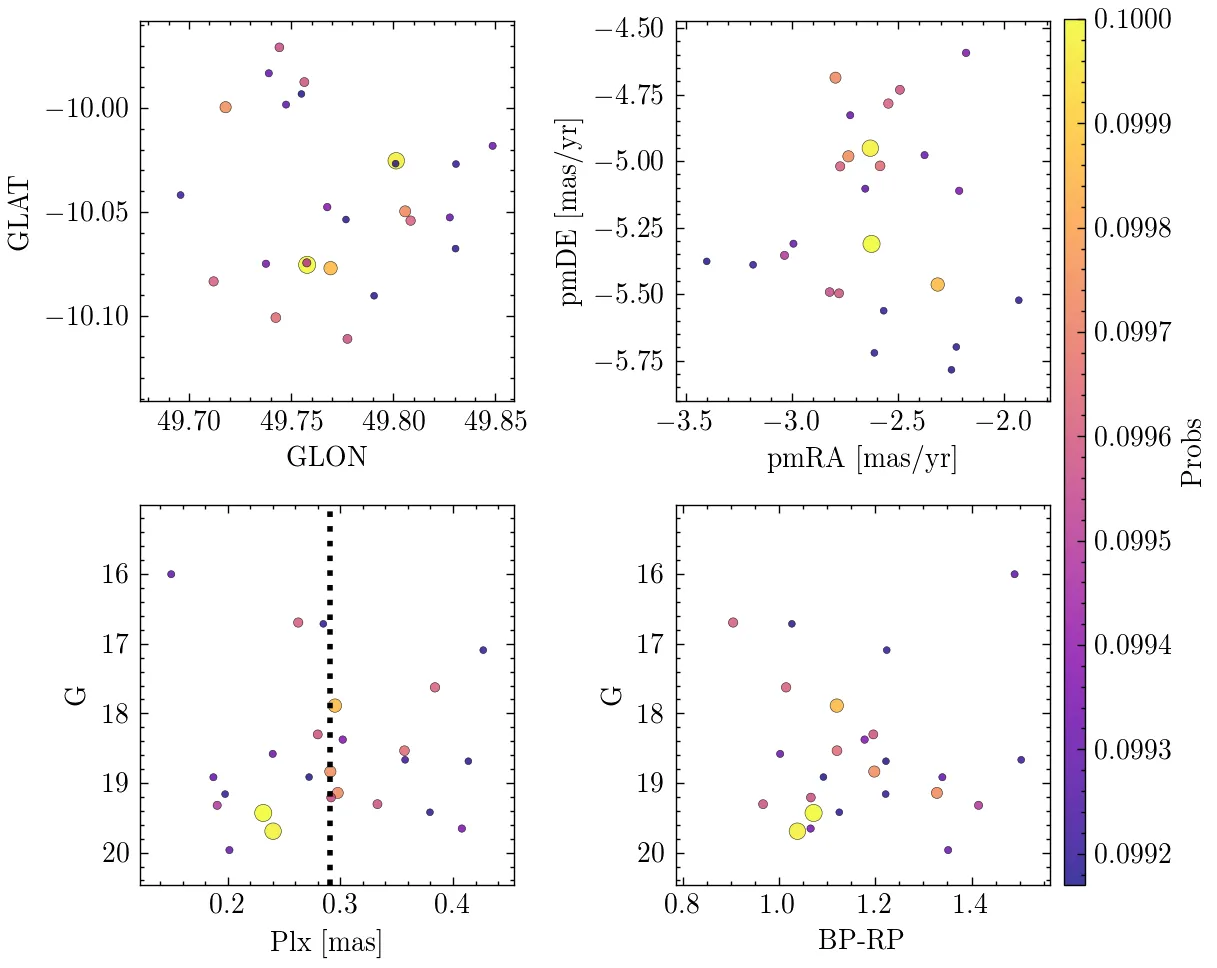 −10.00
−10.05
−10.10
GLAT
49.70 49.75 49.80 49.85
GLON
−4.50
−4.75
−5.00
−5.25
−5.50
−5.75
pmDE [mas/yr]
−3.5 −3.0 −2.5 −2.0
pmRA [mas/yr]
16
17
18
19
20
G
0.2 0.3 0.4
Plx [mas]
16
17
18
19
20
G
0.8 1.0 1.2 1.4
BP-RP
0.1000
0.0999
0.0998
0.0997
0.0996
0.0995
0.0994
0.0993
0.0992
Probs